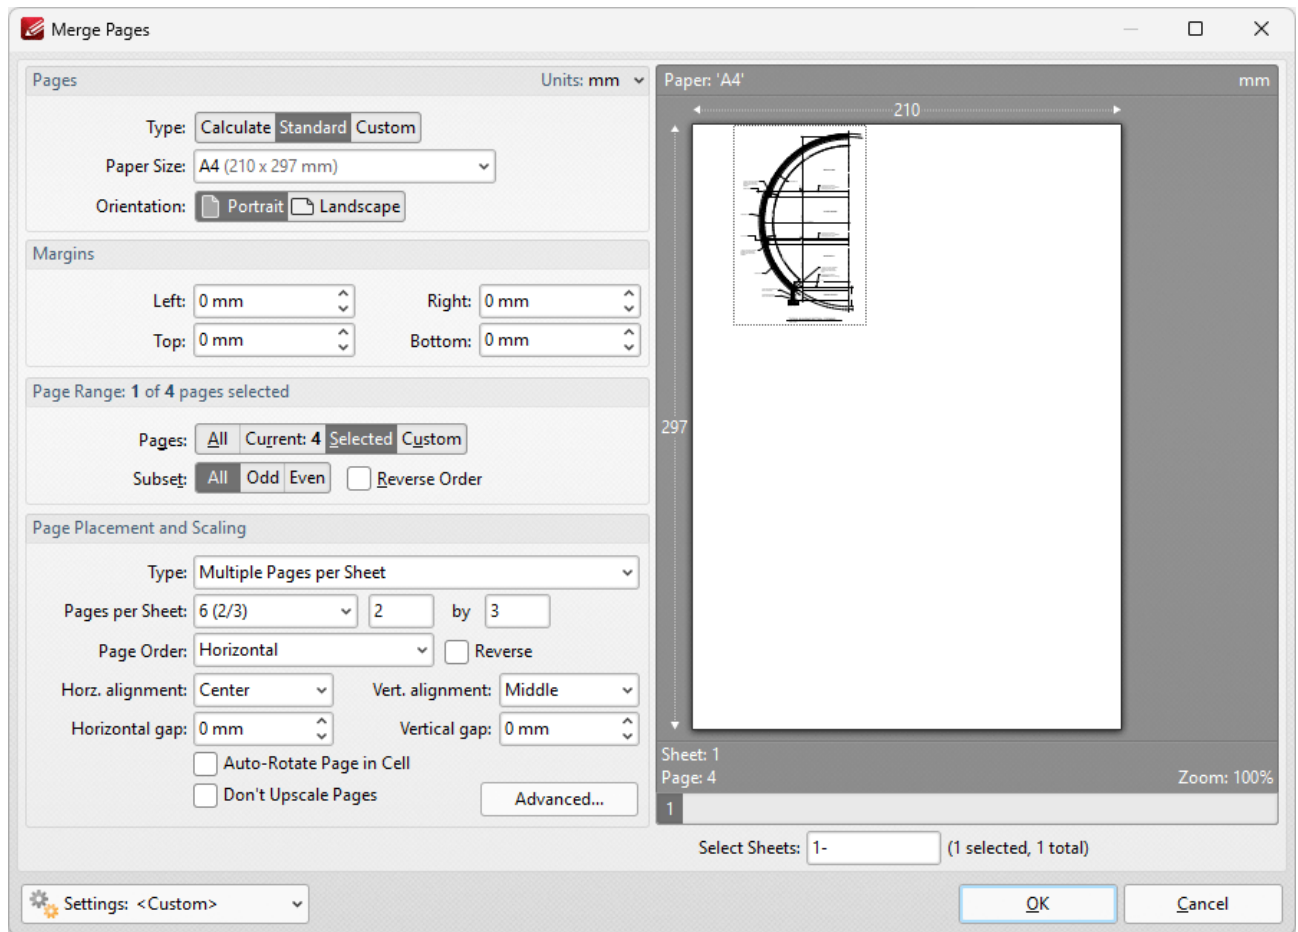 Merge Pages
Pages Units: mm
Type: Calculate Standard Custom
Paper Size: A4 (210 x 297 mm)
Orientation: Portrait Landscape
Margins
Left: 0 mm Right: 0 mm
Top: 0 mm Bottom: 0 mm
Page Range: 1 of 4 pages selected
Pages: All Current: 4 Selected Custom
Subset: All Odd Even Reverse Order
Page Placement and Scaling
Type: Multiple Pages per Sheet
Pages per Sheet: 6 (2/3) 2 by 3
Page Order: Horizontal Reverse
Horz. alignment: Center Vert. alignment: Middle
Horizontal gap: 0 mm Vertical gap: 0 mm
Auto-Rotate Page in Cell
Don't Upscale Pages Advanced...
Paper: 'A4' mm
210
297
Sheet: 1
Page: 4 Zoom: 100%
1
Select Sheets: 1- (1 selected, 1 total)
Settings: <Custom> OK Cancel